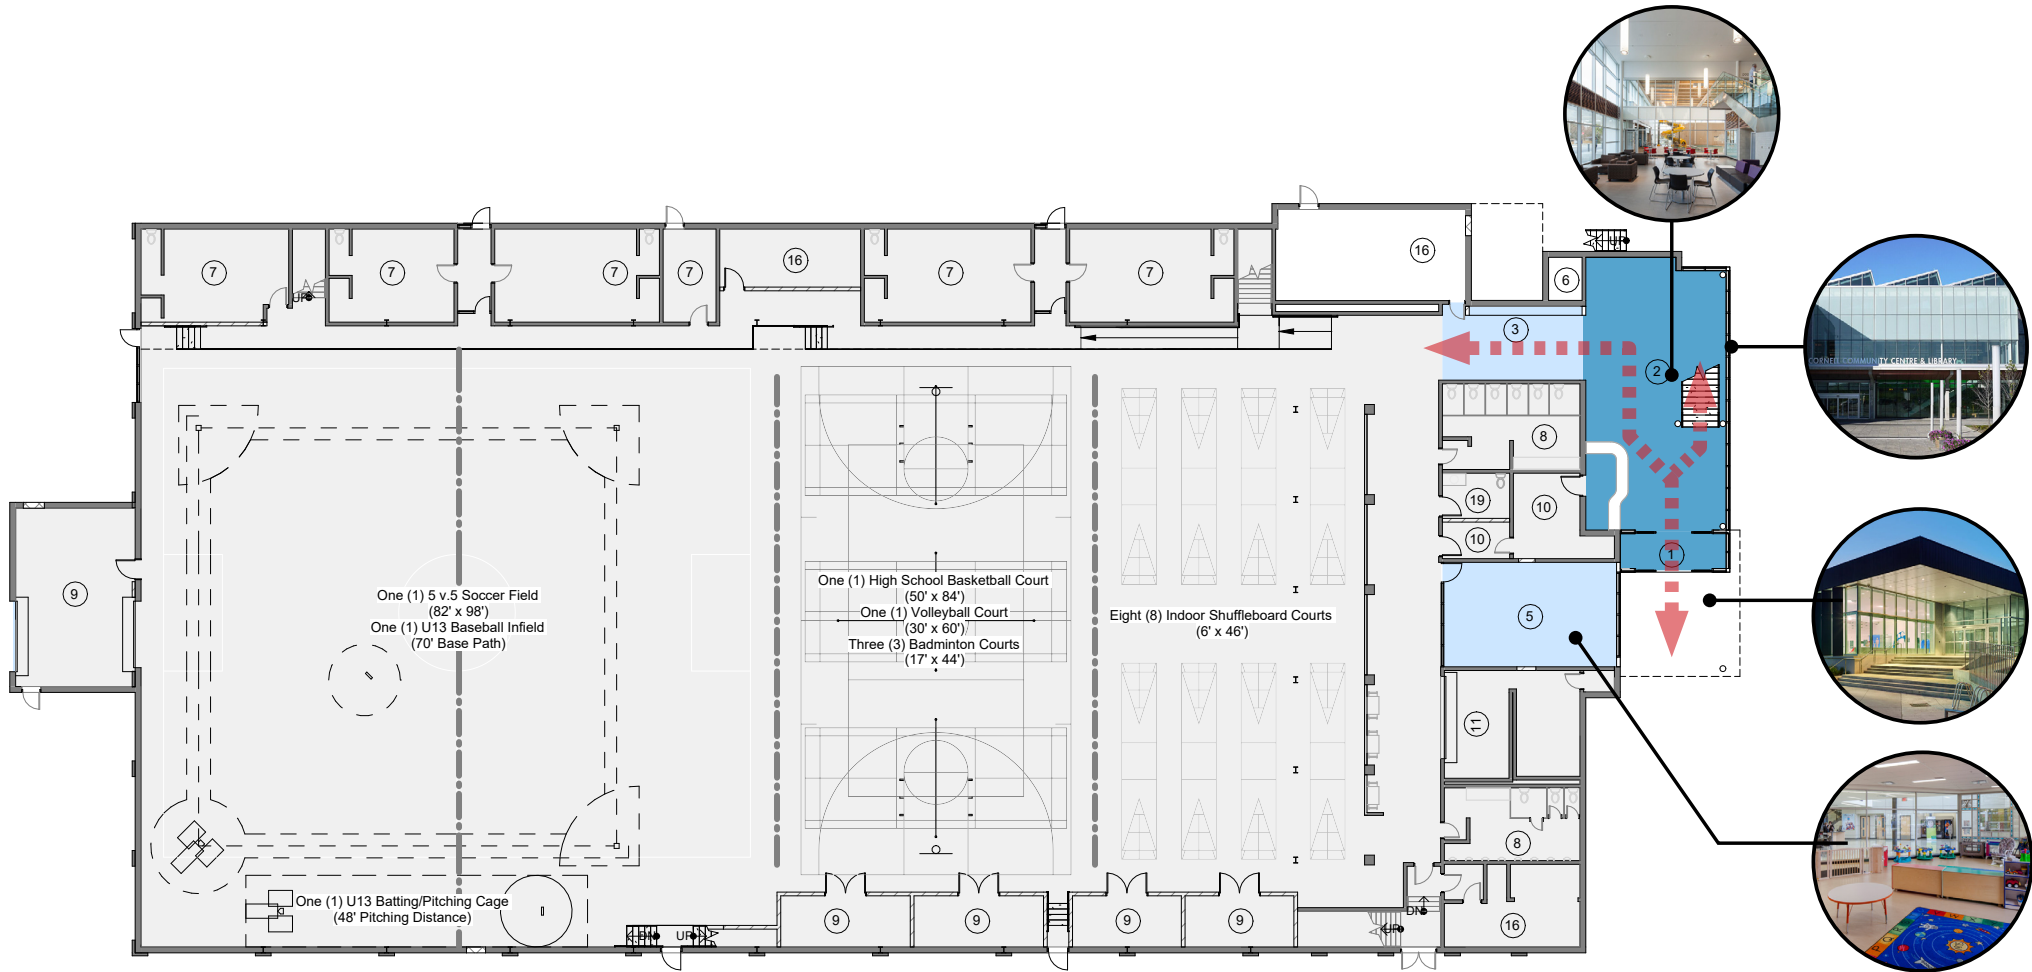 UP
16
7
7
7
7
16
7
7
6
UP
3
2
CORNELL COMMUNITY CENTRE & LIBRARY
8
19
10
10
1
9
One (1) 5 v.5 Soccer Field
(82' x 98')
One (1) U13 Baseball Infield
(70' Base Path)
One (1) High School Basketball Court
(50' x 84')
One (1) Volleyball Court
(30' x 60')
Three (3) Badminton Courts
(17' x 44')
Eight (8) Indoor Shuffleboard Courts
(6' x 46')
5
11
8
One (1) U13 Batting/Pitching Cage
(48' Pitching Distance)
9
9
9
9
DN
16
DN
UP
UP